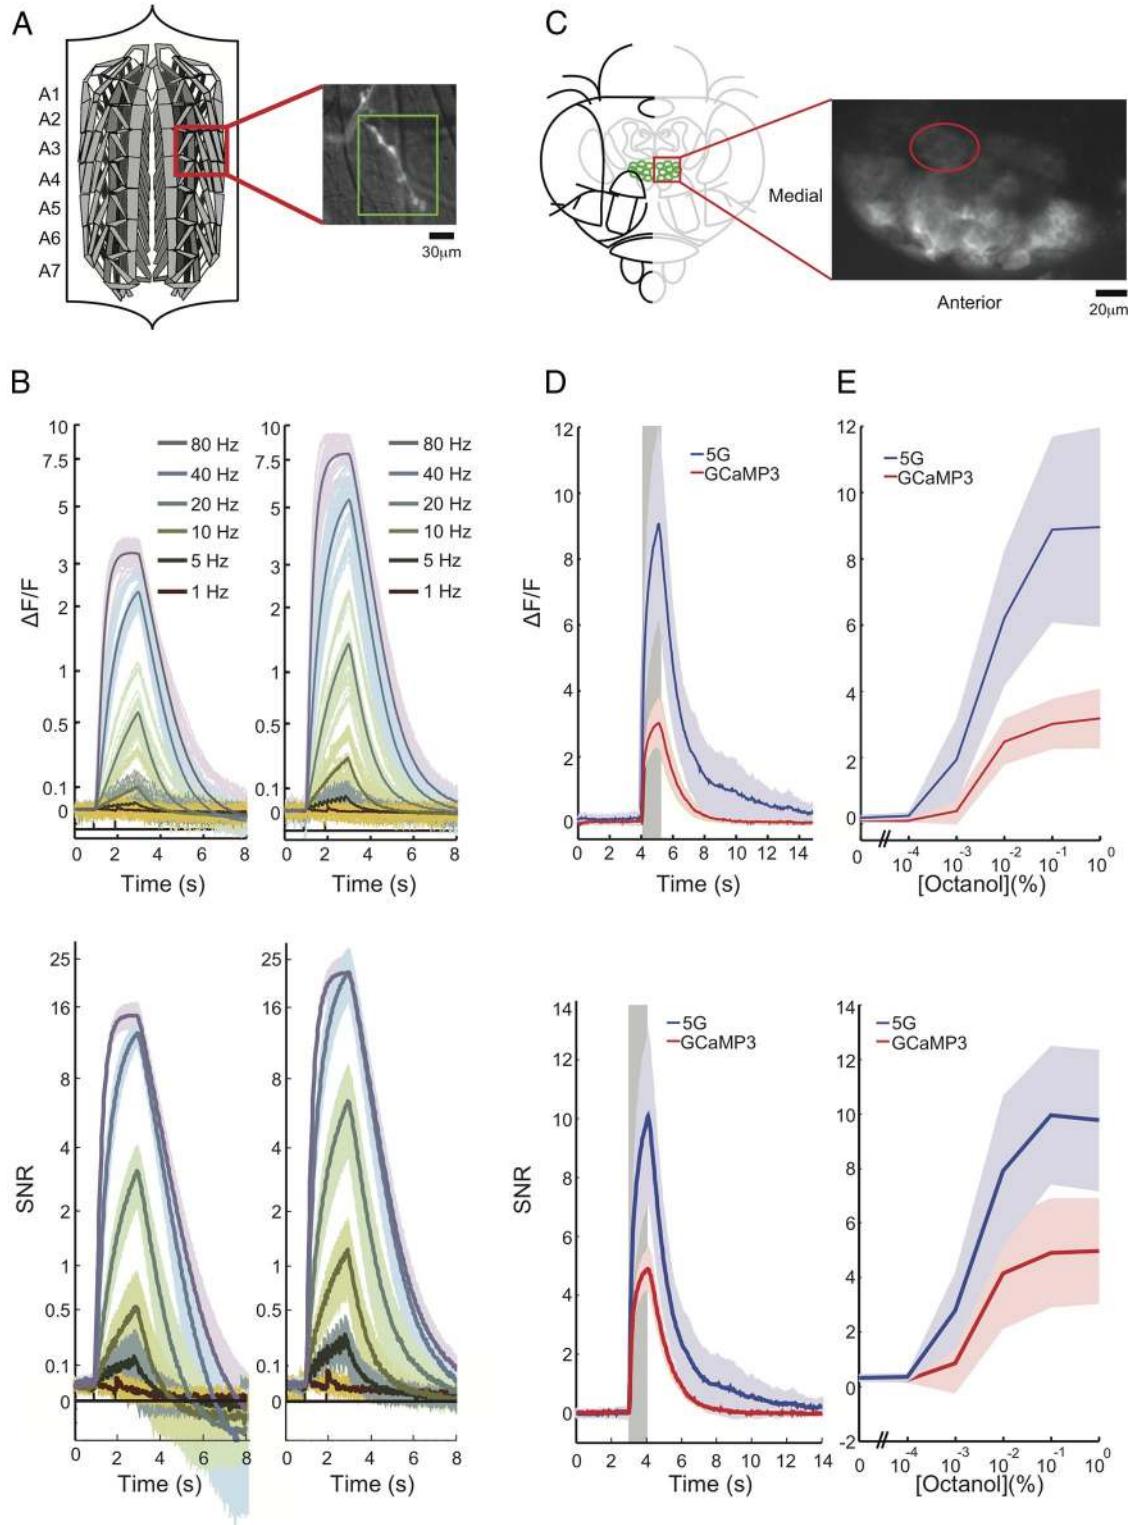 A
A1
A2
A3
A4
A5
A6
A7
30μm
C
Medial
Anterior
20μm
B
ΔF/F
10
7.5
5
3
2
1
0.5
0.1
0
80 Hz
40 Hz
20 Hz
10 Hz
5 Hz
1 Hz
0 2 4 6 8
Time (s)
10
7.5
5
3
2
1
0.5
0.1
0
80 Hz
40 Hz
20 Hz
10 Hz
5 Hz
1 Hz
0 2 4 6 8
Time (s)
D
ΔF/F
12
10
8
6
4
2
0
5G
GCaMP3
0 2 4 6 8 10 12 14
Time (s)
E
12
10
8
6
4
2
0
5G
GCaMP3
0 10-4 10-3 10-2 10-1 100
[Octanol](%)
SNR
25
16
8
4
2
1
0.5
0.1
0
0 2 4 6 8
Time (s)
25
16
8
4
2
1
0.5
0.1
0
0 2 4 6 8
Time (s)
SNR
14
12
10
8
6
4
2
0
5G
GCaMP3
0 2 4 6 8 10 12 14
Time (s)
14
12
10
8
6
4
2
0
-2
5G
GCaMP3
0 10-4 10-3 10-2 10-1 100
[Octanol](%)